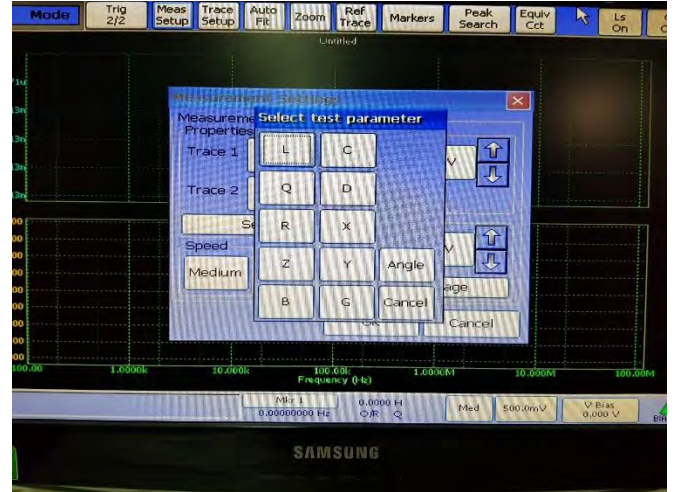 Mode Trig 2/2 Meas Setup Trace Setup Auto Fit Zoom Ref Trace Markers Peak Search Equiv Cct Ls On
Untitled
Select test parameter
Measureme
Properties
Trace 1 L C V
Trace 2 Q D
R X
Speed V
Medium Z Y Angle
age
B G Cancel
Cancel
100.00 1.0000k 10.000k 100.00k 1.0000M 10.000M 100.00M
Frequency (Hz)
Mkr 1 0.0000 H Med 500.0mV V Bias
0.00000000 Hz O/R Q 0.000 V
SAMSUNG